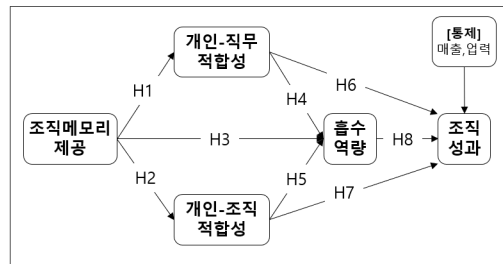 [통제]
매출,업력
개인-직무
적합성
H1
H4
H6
조직메모리
제공
H3
흡수
역량
H8
조직
성과
H2
H5
H7
개인-조직
적합성